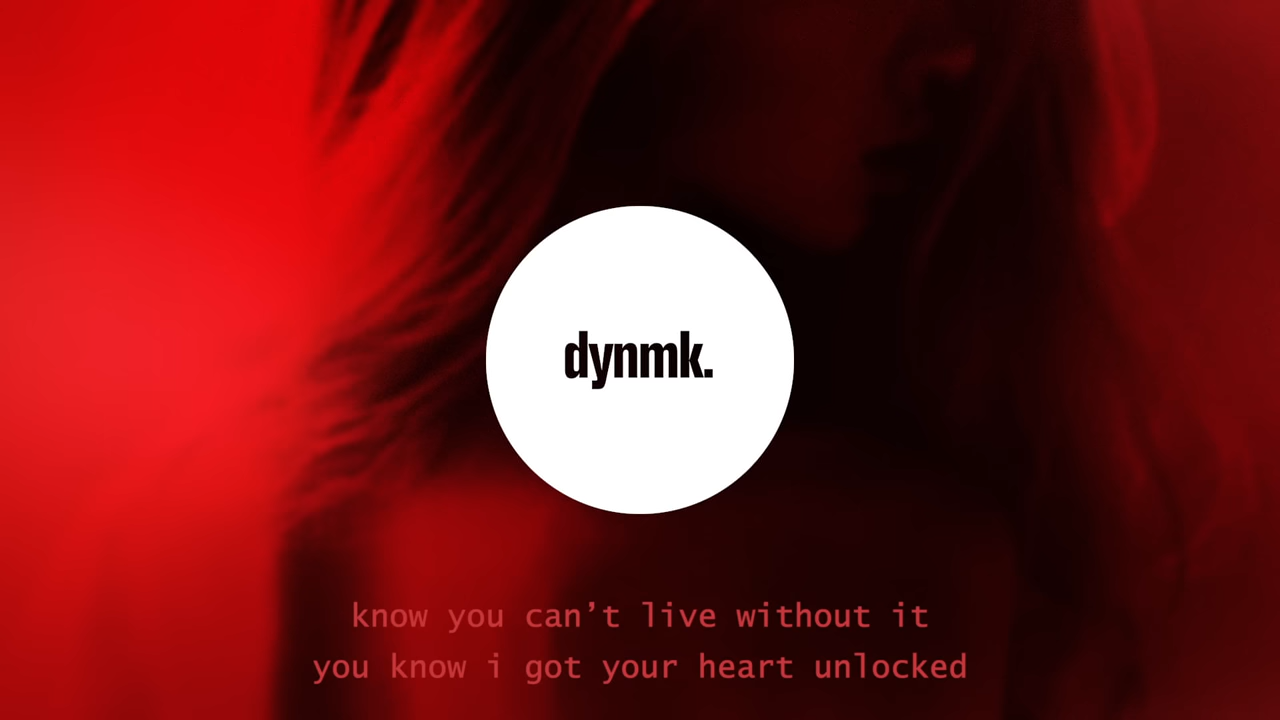 dynmk.
know you can’t live without it
you know i got your heart unlocked